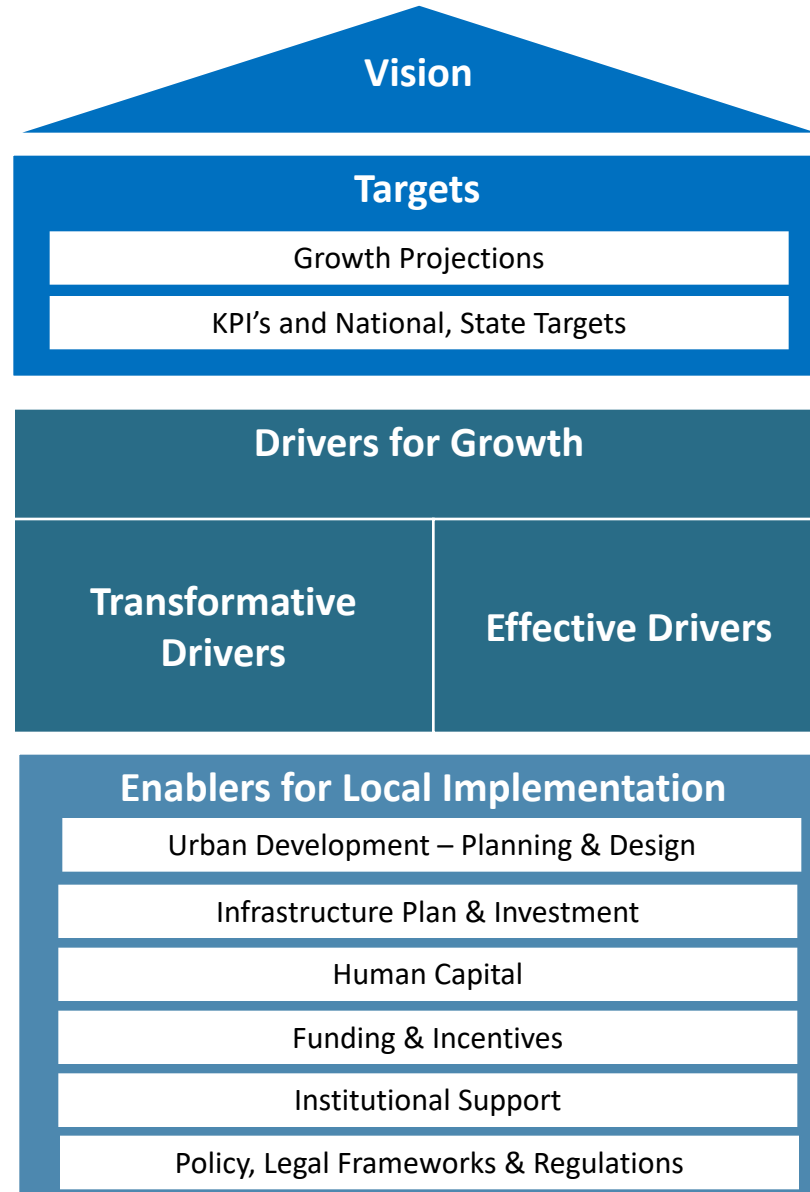 Vision
Targets
Growth Projections
KPI's and National, State Targets
Drivers for Growth
Transformative
Drivers
Effective Drivers
Enablers for Local Implementation
Urban Development – Planning & Design
Infrastructure Plan & Investment
Human Capital
Funding & Incentives
Institutional Support
Policy, Legal Frameworks & Regulations